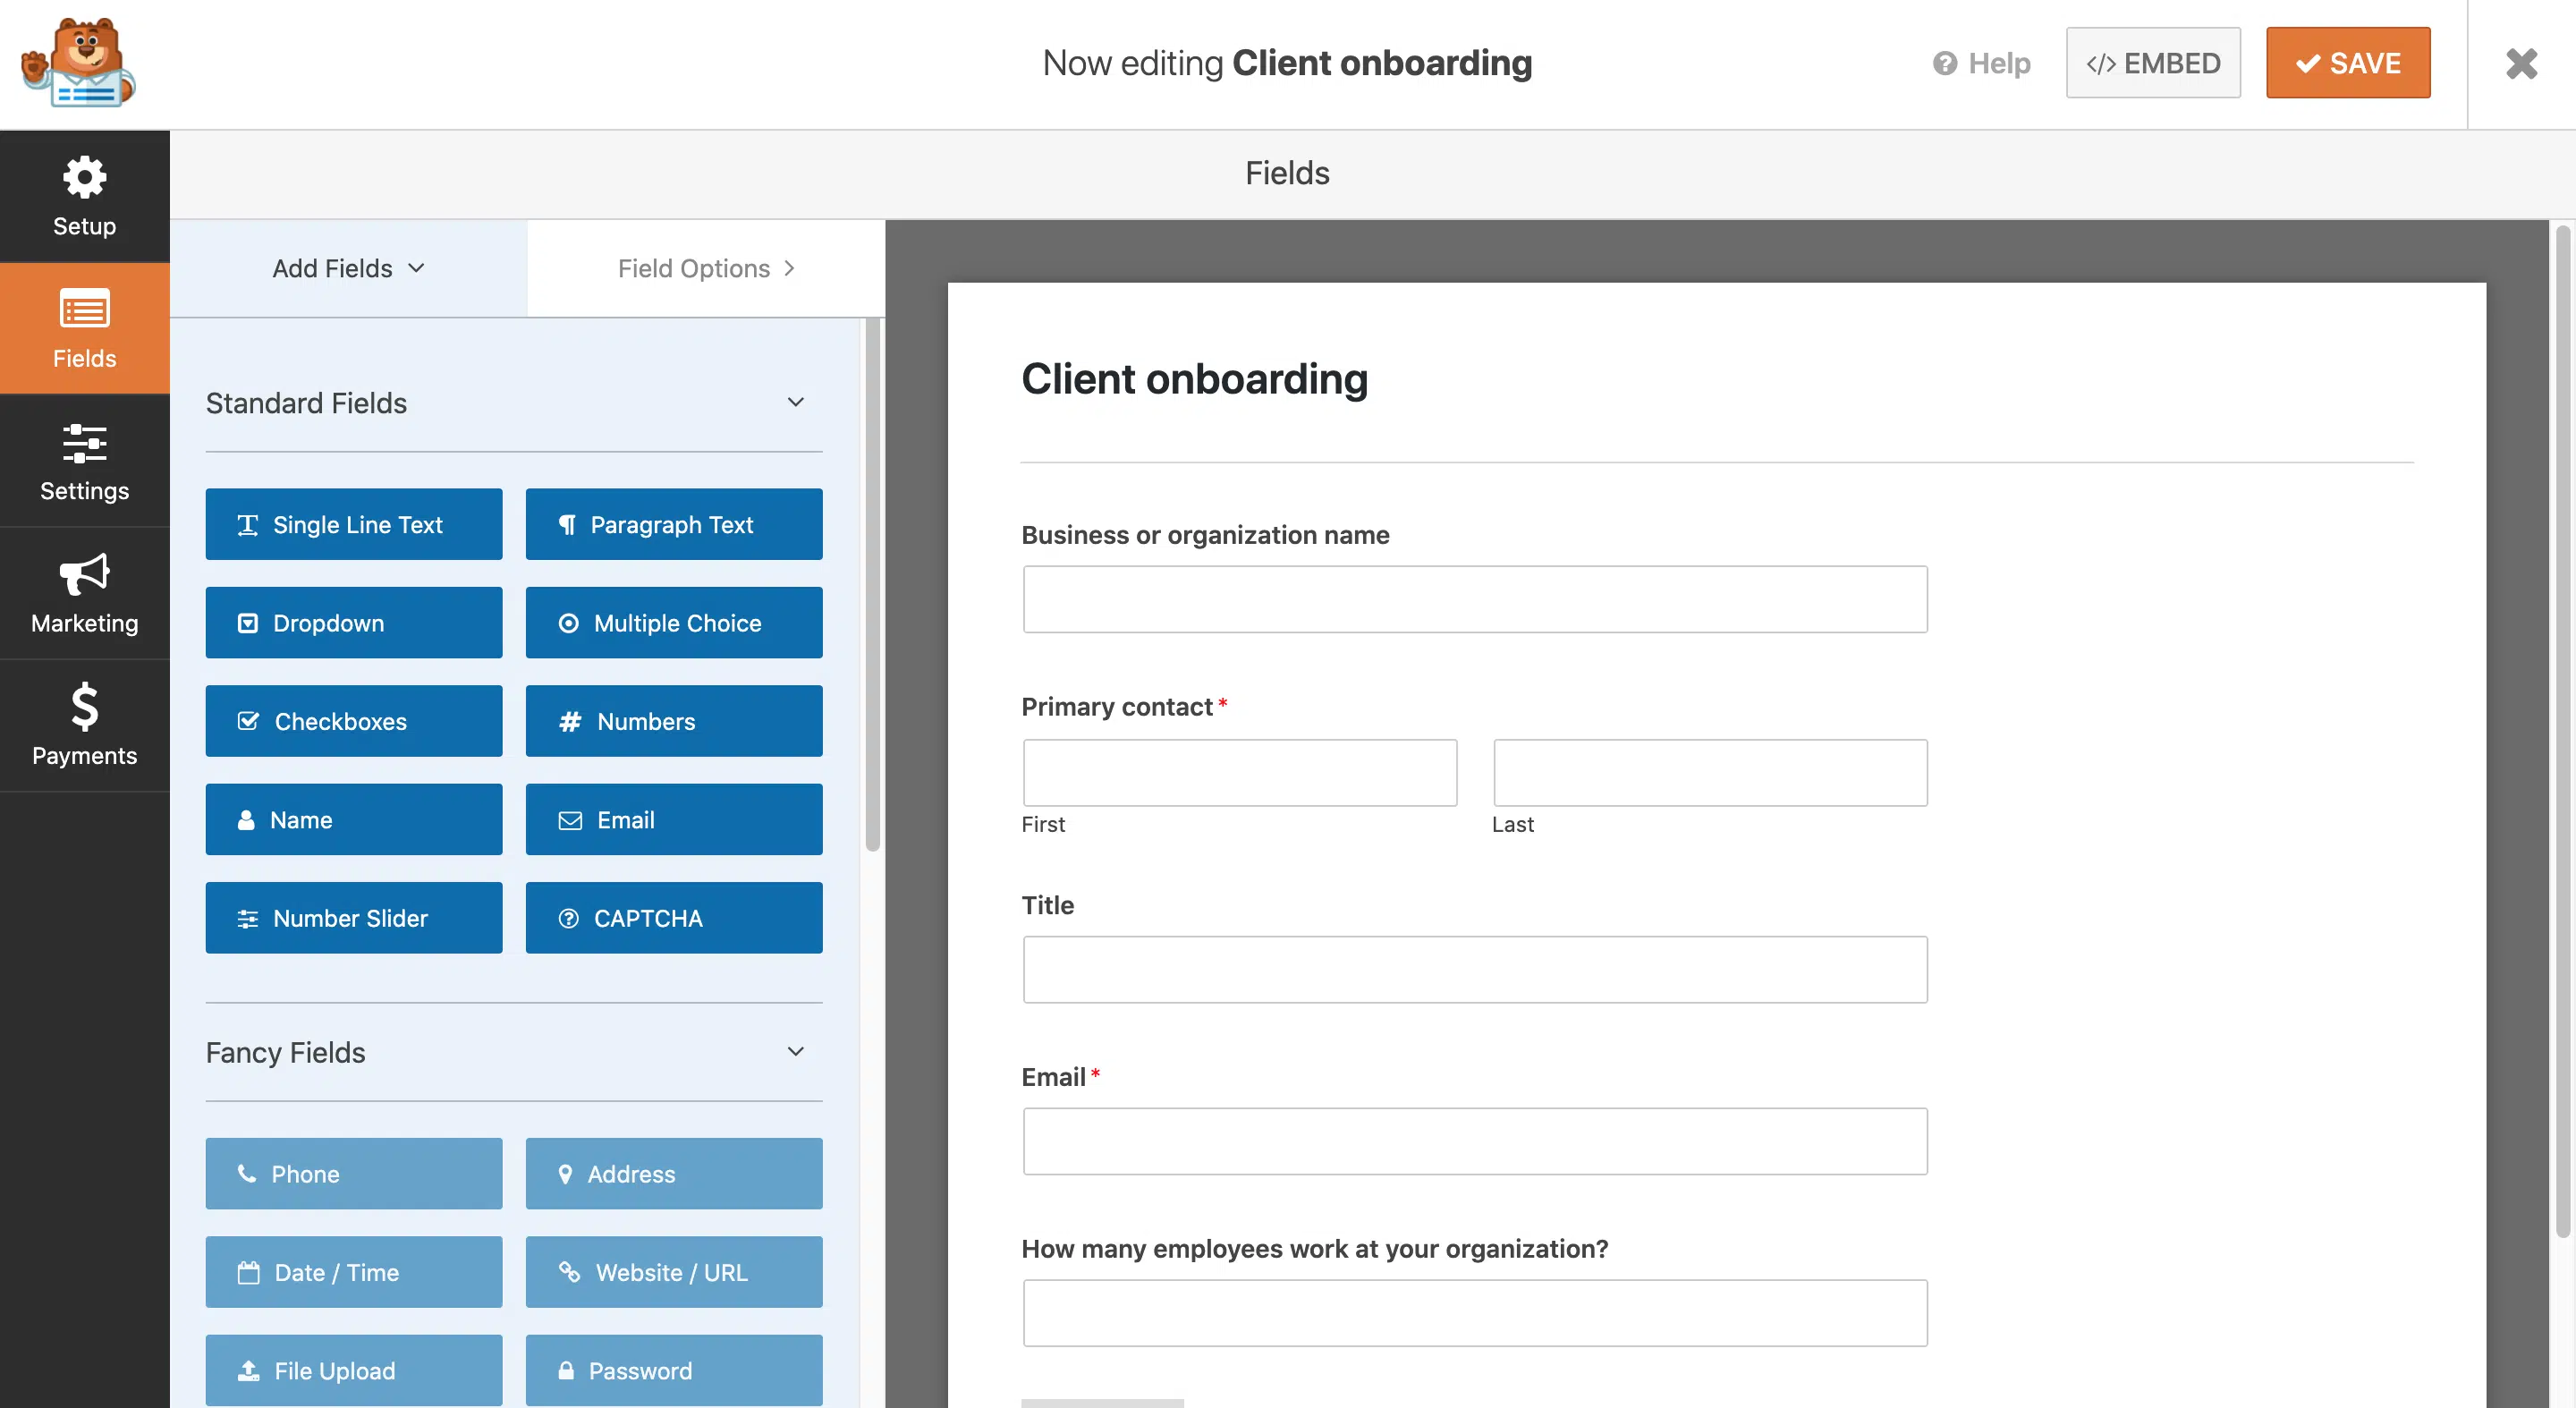 Now editing Client onboarding
Help
</> EMBED
SAVE
Setup
Fields
Settings
Marketing
Payments
Fields
Add Fields
Field Options
Standard Fields
Single Line Text
Paragraph Text
Dropdown
Multiple Choice
Checkboxes
Numbers
Name
Email
Number Slider
CAPTCHA
Fancy Fields
Phone
Address
Date / Time
Website / URL
File Upload
Password
Client onboarding
Business or organization name
Primary contact *
First
Last
Title
Email *
How many employees work at your organization?